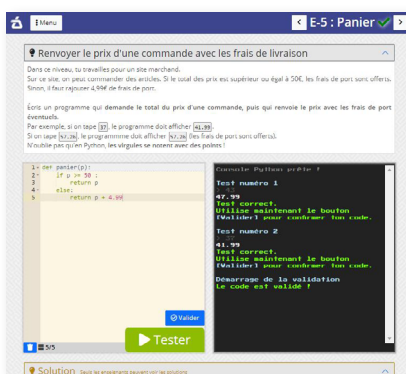 Menu
E-5 : Panier
Renvoyer le prix d'une commande avec les frais de livraison
Dans ce niveau, tu travailles pour un site marchand.
Sur ce site, on peut commander des articles. Si le total des prix est supérieur ou égal à 50€, les frais de port sont offerts.
Sinon, il faut rajouter 4,99€ de frais de port.
Écris un programme qui demande le total du prix d'une commande, puis qui renvoie le prix avec les frais de port
éventuels.
Par exemple, si on tape 37, le programme doit afficher 41.99.
Si on tape 57.26, le programme doit afficher 57.26 (les frais de port sont offerts).
N'oublie pas qu'en Python, les virgules se notent avec des points !
1 def panier(p):
2 if p >= 50 :
3 return p
4 else:
5 return p + 4.99
Valider
5/5
Tester
Console Python prête !
Test numéro 1
> 43
47.99
Test correct.
Utilise maintenant le bouton
[Valider] pour confirmer ton code.
Test numéro 2
> 37
41.99
Test correct.
Utilise maintenant le bouton
[Valider] pour confirmer ton code.
Démarrage de la validation
Le code est validé !
Solution Seuls les enseignants peuvent voir les solutions